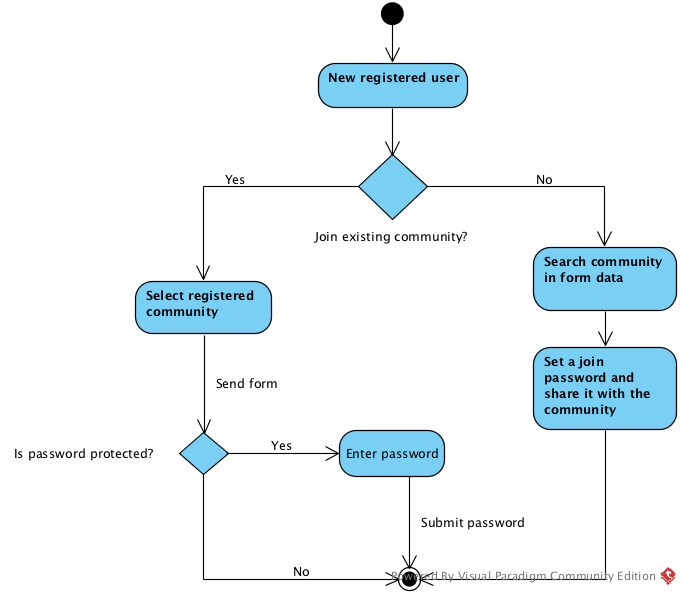 New registered user
Yes
No
Join existing community?
Search community
in form data
Select registered
community
Set a join
password and
share it with the
community
Send form
Is password protected?
Yes
Enter password
Submit password
No
Powered By Visual Paradigm Community Edition